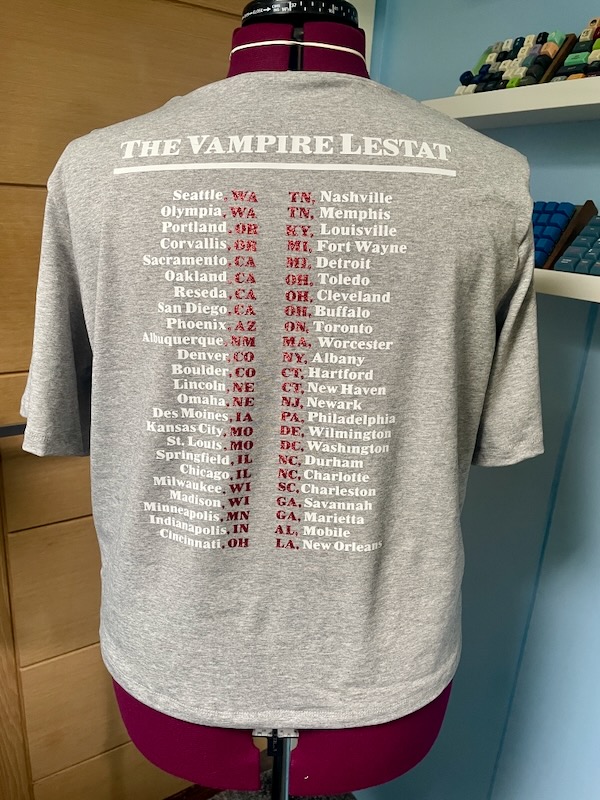 THE VAMPIRE LESTAT
Seattle, WA
Olympia, WA
Portland, OR
Corvallis, OR
Sacramento, CA
Oakland, CA
Reseda, CA
San Diego, CA
Phoenix, AZ
Albuquerque, NM
Denver, CO
Boulder, CO
Lincoln, NE
Omaha, NE
Des Moines, IA
Kansas City, MO
St. Louis, MO
Springfield, IL
Chicago, IL
Milwaukee, WI
Madison, WI
Minneapolis, MN
Indianapolis, IN
Cincinnati, OH
TN, Nashville
TN, Memphis
KY, Louisville
MI, Fort Wayne
MI, Detroit
OH, Toledo
OH, Cleveland
OH, Buffalo
ON, Toronto
MA, Worcester
NY, Albany
CT, Hartford
CT, New Haven
NJ, Newark
PA, Philadelphia
DE, Wilmington
DC, Washington
NC, Durham
NC, Charlotte
SC, Charleston
GA, Savannah
GA, Marietta
AL, Mobile
LA, New Orleans